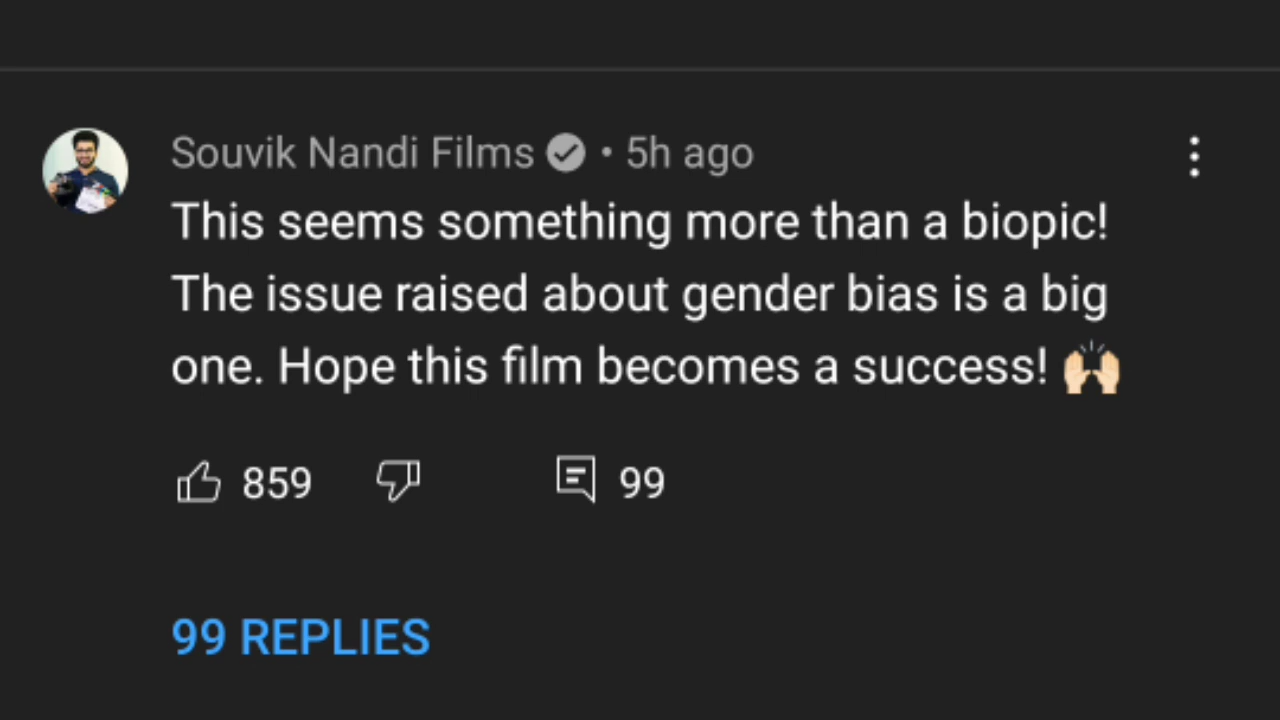 Souvik Nandi Films • 5h ago
This seems something more than a biopic!
The issue raised about gender bias is a big
one. Hope this film becomes a success! 🙌🏻
859 99
99 REPLIES